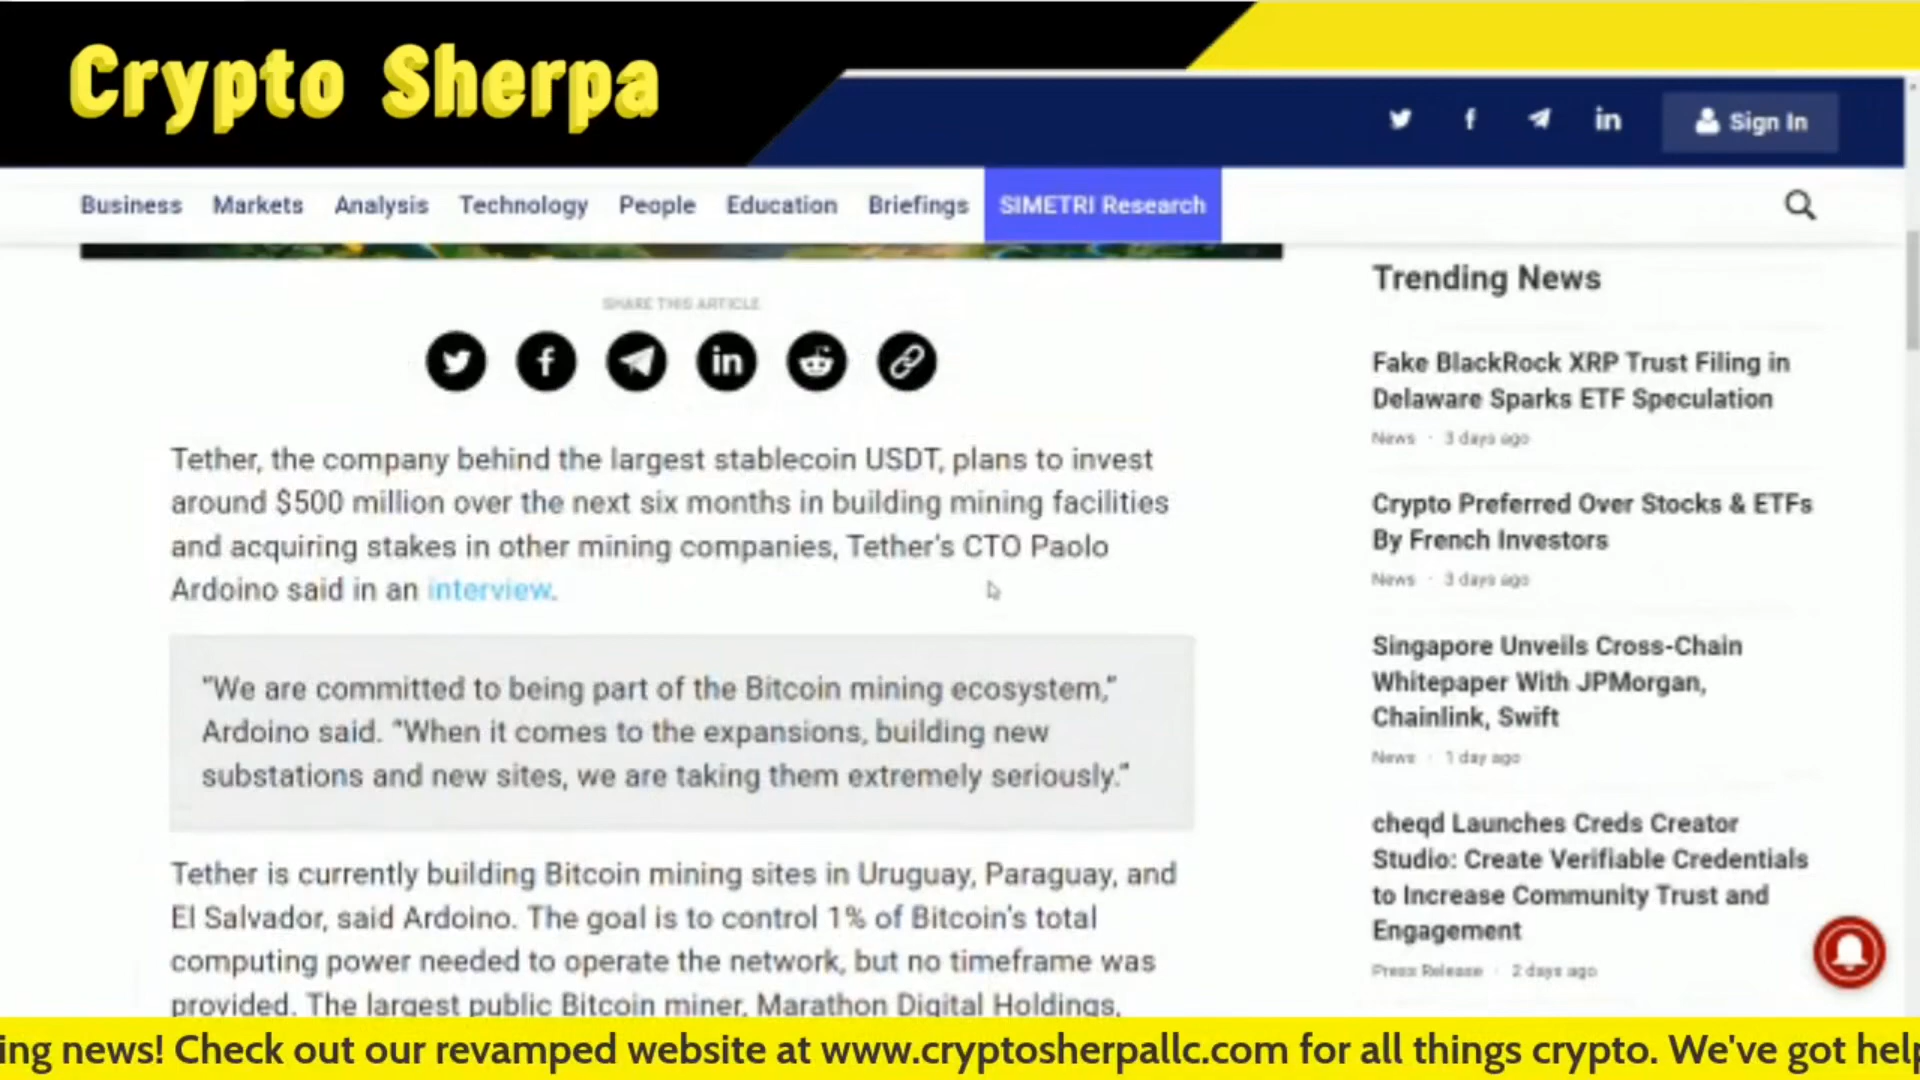 Crypto Sherpa
Sign In
Business Markets Analysis Technology People Education Briefings SIMETRI Research
SHARE THIS ARTICLE
Tether, the company behind the largest stablecoin USDT, plans to invest
around $500 million over the next six months in building mining facilities
and acquiring stakes in other mining companies, Tether's CTO Paolo
Ardoino said in an interview.
"We are committed to being part of the Bitcoin mining ecosystem,"
Ardoino said. "When it comes to the expansions, building new
substations and new sites, we are taking them extremely seriously."
Tether is currently building Bitcoin mining sites in Uruguay, Paraguay, and
El Salvador, said Ardoino. The goal is to control 1% of Bitcoin's total
computing power needed to operate the network, but no timeframe was
provided. The largest public Bitcoin miner, Marathon Digital Holdings,
Trending News
Fake BlackRock XRP Trust Filing in
Delaware Sparks ETF Speculation
News · 3 days ago
Crypto Preferred Over Stocks & ETFs
By French Investors
News · 3 days ago
Singapore Unveils Cross-Chain
Whitepaper With JPMorgan,
Chainlink, Swift
News · 1 day ago
cheqd Launches Creds Creator
Studio: Create Verifiable Credentials
to Increase Community Trust and
Engagement
Press Release · 2 days ago
ing news! Check out our revamped website at www.cryptosherpallc.com for all things crypto. We've got help